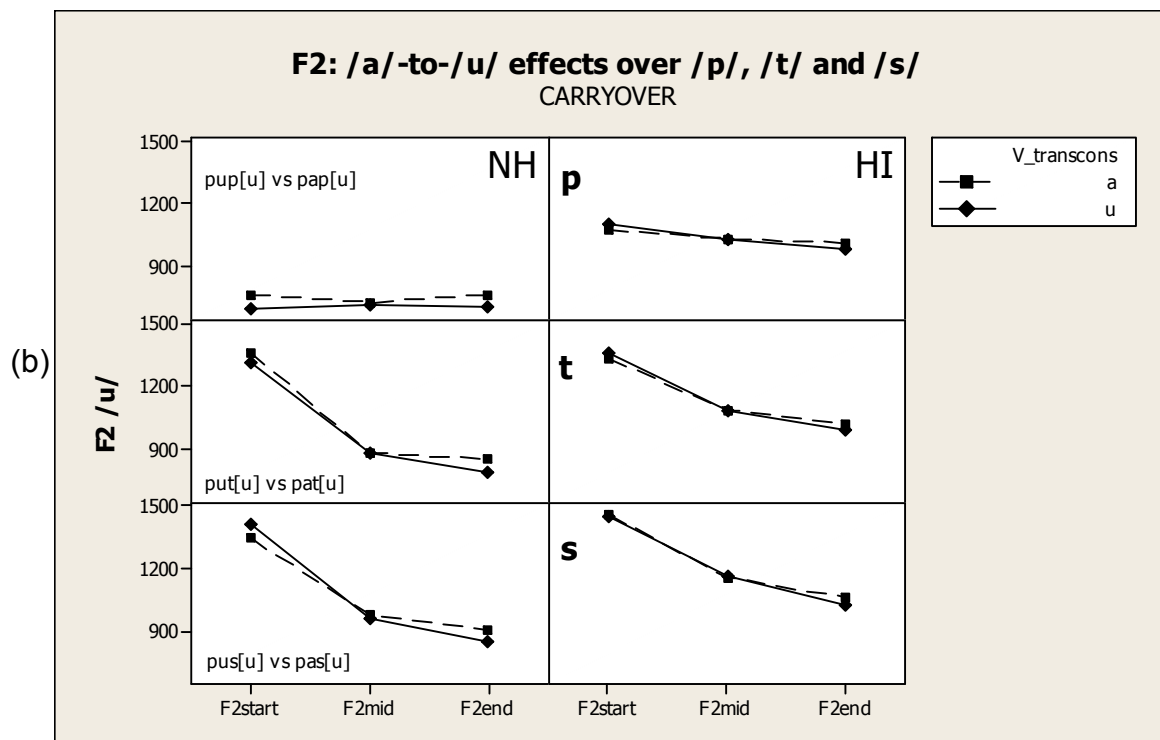 F2: /a/-to-/u/ effects over /p/, /t/ and /s/
CARRYOVER
(b)
F2 /u/
1500
1200
900
1500
1200
900
1500
1200
900
NH
pup[u] vs pap[u]
HI
p
put[u] vs pat[u]
t
pus[u] vs pas[u]
s
F2start F2mid F2end F2start F2mid F2end
V_transcons
a
u